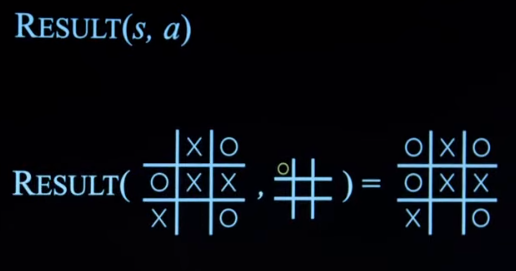 RESULT(s, a)
X O O X O
RESULT( O X X , O ) = O X X
X O X O